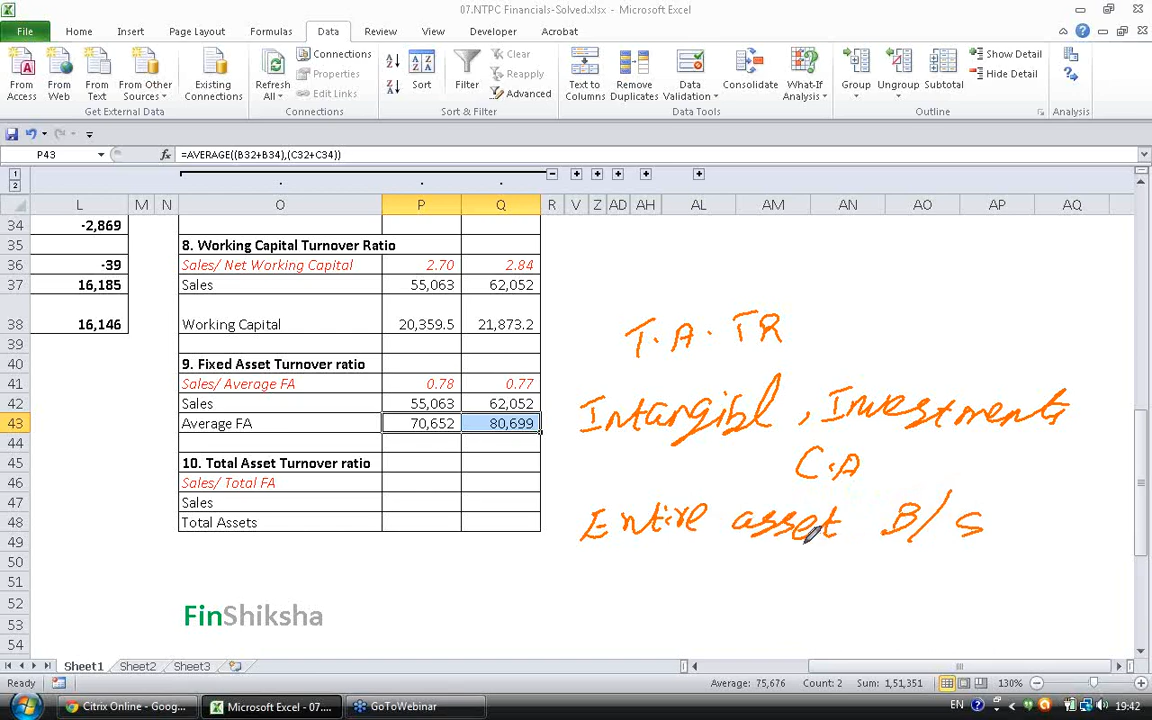 07.NTPC Financials-Solved.xlsx - Microsoft Excel
File Home Insert Page Layout Formulas Data Review View Developer Acrobat
From Access From Web From Text From Other Sources Existing Connections Refresh All Connections Properties Edit Links Sort Filter Clear Reapply Advanced Text to Columns Remove Duplicates Data Validation Consolidate What-If Analysis Group Ungroup Subtotal Show Detail Hide Detail
Get External Data Connections Sort & Filter Data Tools Outline Analysis
P43 fx =AVERAGE((B32+B34),(C32+C34))
1
2
L M N O P Q R V Z AD AH AL AM AN AO AP AQ
34 -2,869
35 8. Working Capital Turnover Ratio
36 -39 Sales/ Net Working Capital 2.70 2.84
37 16,185 Sales 55,063 62,052
38 16,146 Working Capital 20,359.5 21,873.2
39
40 9. Fixed Asset Turnover ratio
41 Sales/ Average FA 0.78 0.77
42 Sales 55,063 62,052
43 Average FA 70,652 80,699
44
45 10. Total Asset Turnover ratio
46 Sales/ Total FA
47 Sales
48 Total Assets
49
50
51
52
53
54
T.A. TR
Intangibl, Investments
C.A
Entire asset B/S
FinShiksha
Sheet1 Sheet2 Sheet3
Ready Average: 75,676 Count: 2 Sum: 1,51,351 130%
Citrix Online - Goog... Microsoft Excel - 07.... GoToWebinar EN 19:42